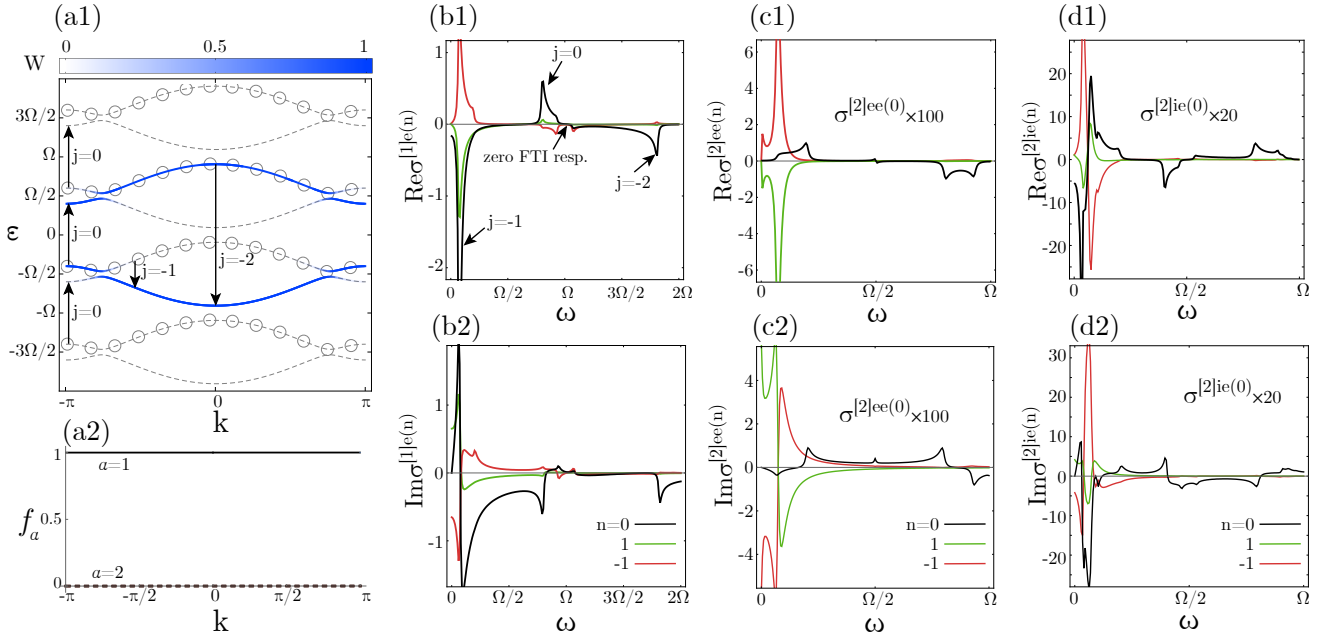 (a1)
0 0.5 1
W
3Ω/2
Ω
Ω/2
0
-Ω/2
-Ω
-3Ω/2
ε
j=0
j=0
j=-1
j=-2
j=0
-π 0 π
k
(a2)
1
0.5
0
f_a
a=1
a=2
-π -π/2 0 π/2 π
k
(b1)
1
0
-1
-2
Reσ^[1]e(n)
j=0
zero FTI resp.
j=-2
j=-1
0 Ω/2 Ω 3Ω/2 2Ω
ω
(b2)
1
0
-1
Imσ^[1]e(n)
n=0
1
-1
0 Ω/2 Ω 3Ω/2 2Ω
ω
(c1)
6
4
2
0
-2
-4
-6
Reσ^[2]ee(n)
σ^[2]ee(0)×100
0 Ω/2 Ω
ω
(c2)
4
2
0
-2
-4
Imσ^[2]ee(n)
σ^[2]ee(0)×100
n=0
1
-1
0 Ω/2 Ω
ω
(d1)
20
10
0
-10
-20
Reσ^[2]ie(n)
σ^[2]ie(0)×20
0 Ω/2 Ω
ω
(d2)
30
20
10
0
-10
-20
Imσ^[2]ie(n)
σ^[2]ie(0)×20
n=0
1
-1
0 Ω/2 Ω
ω